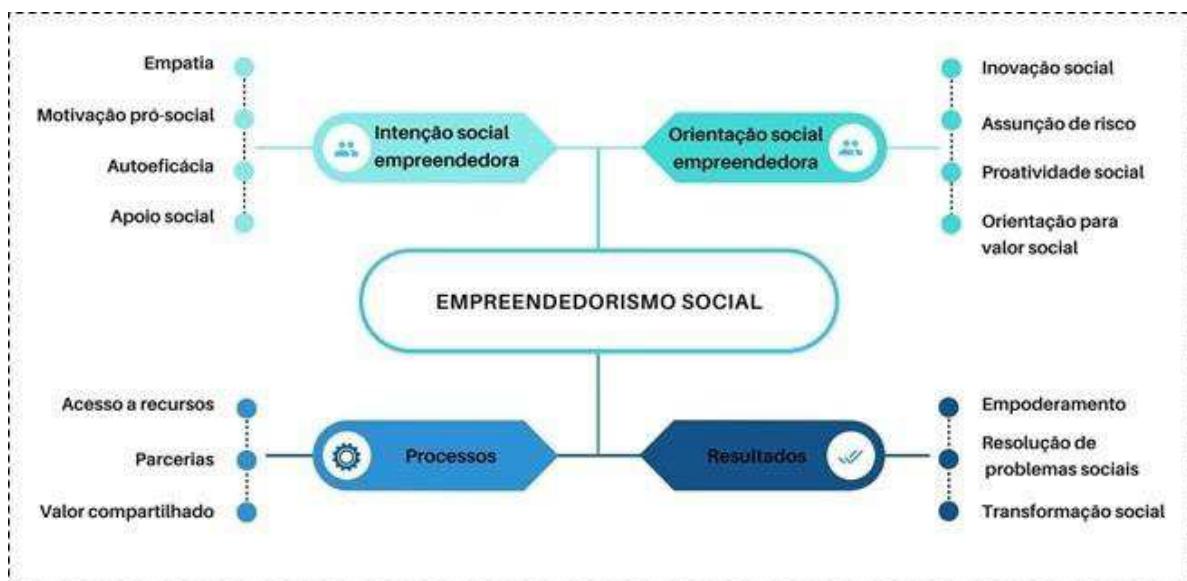 Empatia
Motivação pró-social
Autoeficácia
Apoio social
Intenção social
empreendedora
Orientação social
empreendedora
Inovação social
Assunção de risco
Proatividade social
Orientação para
valor social
EMPREENDEDORISMO SOCIAL
Acesso a recursos
Parcerias
Valor compartilhado
Processos
Resultados
Empoderamento
Resolução de
problemas sociais
Transformação social